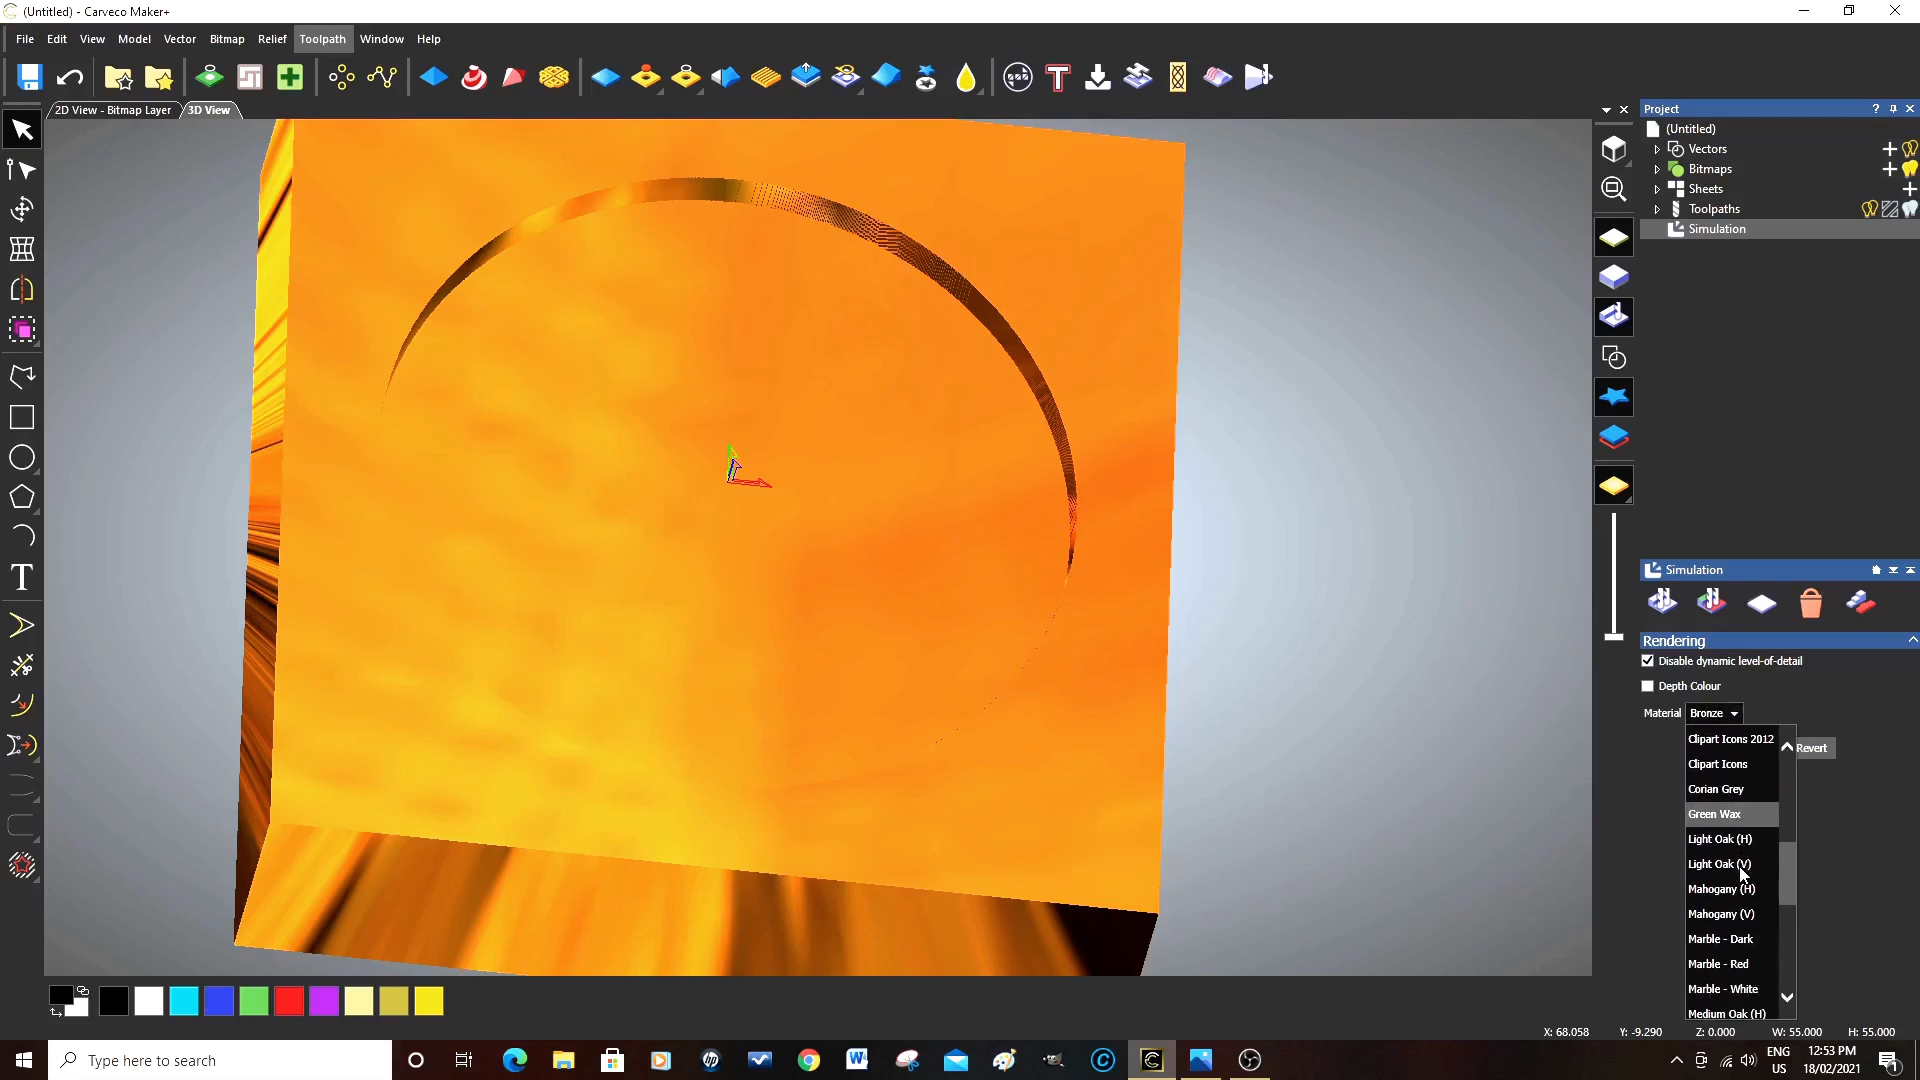 (Untitled) - Carveco Maker+
File Edit View Model Vector Bitmap Relief Toolpath Window Help
2D View - Bitmap Layer 3D View
Project
(Untitled)
Vectors
Bitmaps
Sheets
Toolpaths
Simulation
Simulation
Rendering
Disable dynamic level-of-detail
Depth Colour
Material Bronze
Revert
Clipart Icons 2012
Clipart Icons
Corian Grey
Green Wax
Light Oak (H)
Light Oak (V)
Mahogany (H)
Mahogany (V)
Marble - Dark
Marble - Red
Marble - White
Medium Oak (H)
X: 68.058 Y: -9.290 Z: 0.000 W: 55.000 H: 55.000
Type here to search
ENG
US
12:53 PM
18/02/2021
1